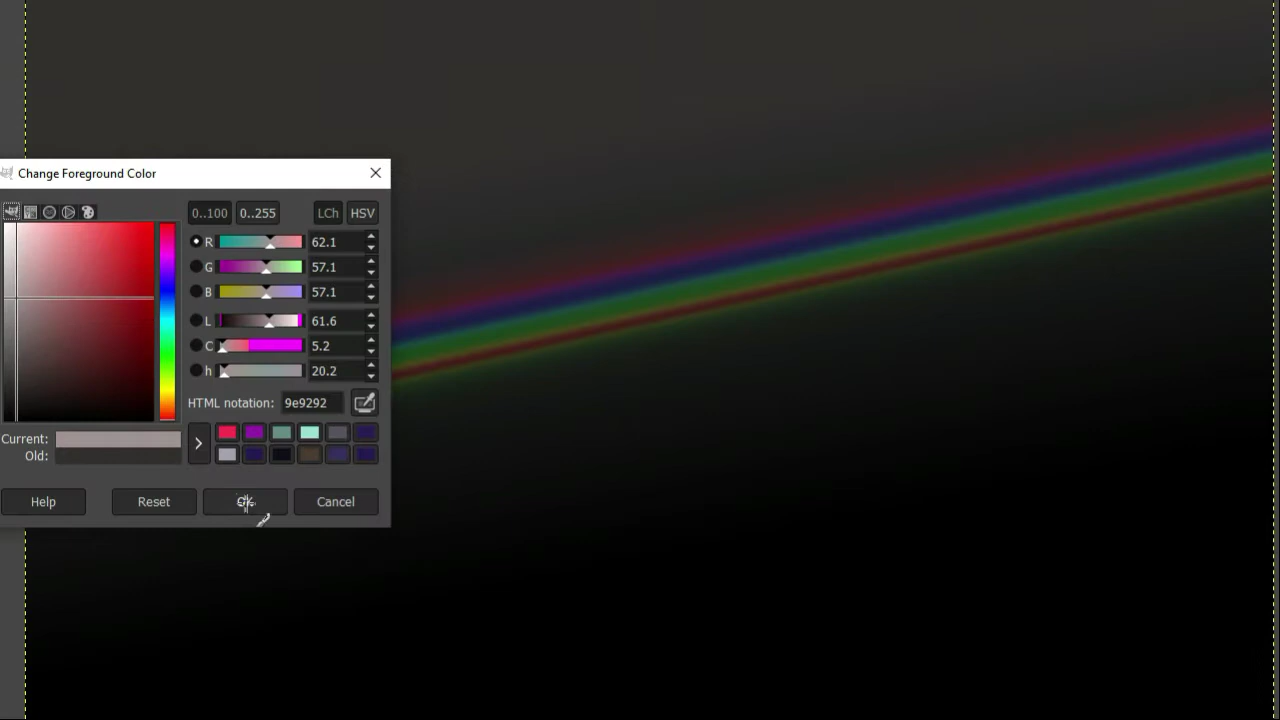 Change Foreground Color
0..100 0..255 LCh HSV
R 62.1
G 57.1
B 57.1
L 61.6
C 5.2
h 20.2
HTML notation: 9e9292
Current:
Old:
Help Reset OK Cancel